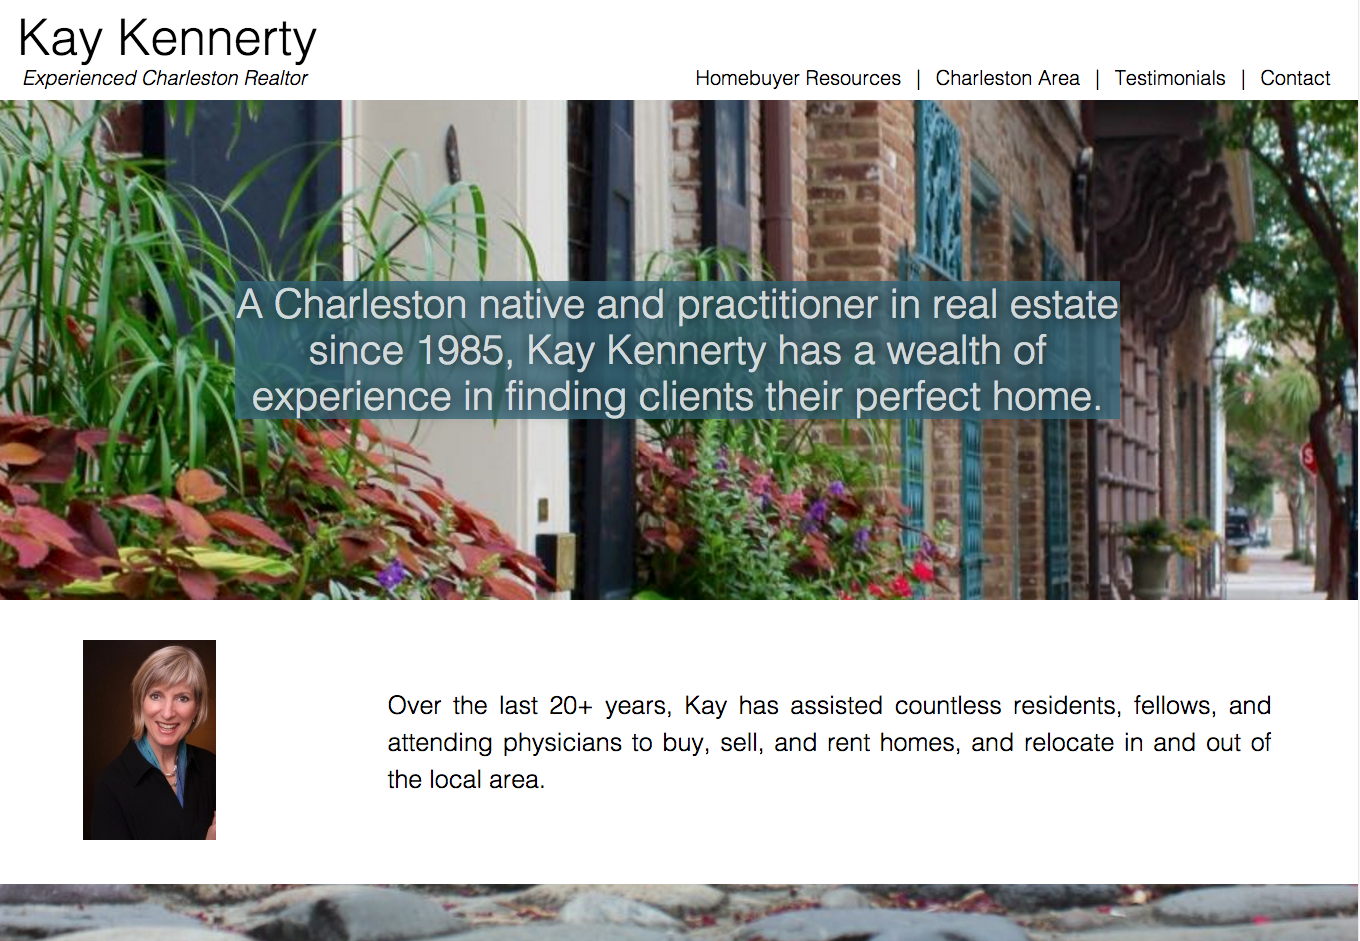 Kay Kennerty
Experienced Charleston Realtor
Homebuyer Resources | Charleston Area | Testimonials | Contact
A Charleston native and practitioner in real estate
since 1985, Kay Kennerty has a wealth of
experience in finding clients their perfect home.
S
Over the last 20+ years, Kay has assisted countless residents, fellows, and
attending physicians to buy, sell, and rent homes, and relocate in and out of
the local area.